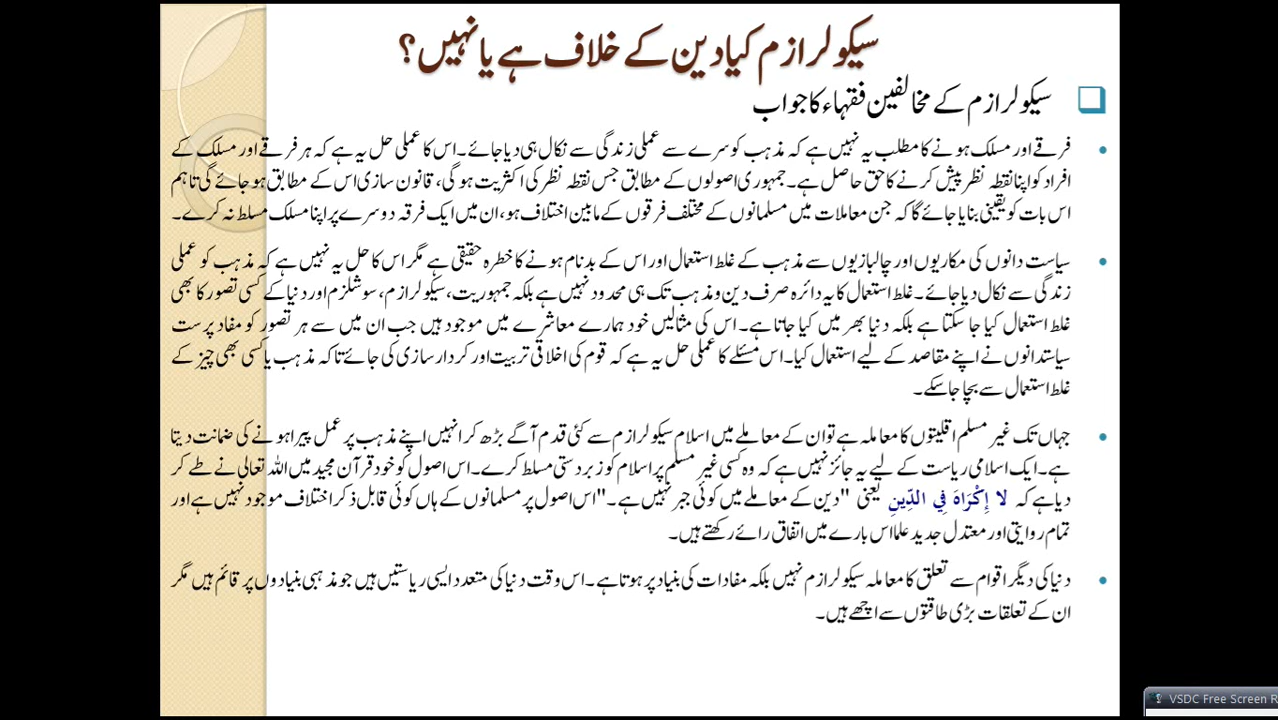 سیکولرازم کیا دین کے خلاف ہے یا نہیں؟
سیکولرازم کے مخالفین فقہاء کا جواب
فرقے اور مسلک ہونے کا مطلب یہ نہیں ہے کہ مذہب کو سرے سے عملی زندگی سے نکال ہی دیا جائے۔ اس کا عملی حل یہ ہے کہ ہر فرقے اور مسلک کے
افراد کو اپنا نقطہ نظر پیش کرنے کا حق حاصل ہے۔ جمہوری اصولوں کے مطابق جس نقطہ نظر کی اکثریت ہوگی، قانون سازی اس کے مطابق ہو جائے گی تاہم
اس بات کو یقینی بنایا جائے گا کہ جن معاملات میں مسلمانوں کے مختلف فرقوں کے مابین اختلاف ہو، ان میں ایک فرقہ دوسرے پر اپنا مسلک مسلط نہ کرے۔
سیاست دانوں کی مکاریوں اور چالبازیوں سے مذہب کے غلط استعمال اور اس کے بدنام ہونے کا خطرہ حقیقی ہے مگر اس کا حل یہ نہیں ہے کہ مذہب کو عملی
زندگی سے نکال دیا جائے۔ غلط استعمال کا یہ دائرہ صرف دین و مذہب تک ہی محدود نہیں ہے بلکہ جمہوریت، سیکولرازم، سوشلزم اور دنیا کے کسی تصور کا بھی
غلط استعمال کیا جا سکتا ہے بلکہ دنیا بھر میں کیا جاتا ہے۔ اس کی مثالیں خود ہمارے معاشرے میں موجود ہیں جب ان میں سے ہر تصور کو مفاد پرست
سیاستدانوں نے اپنے مقاصد کے لیے استعمال کیا۔ اس مسئلے کا عملی حل یہ ہے کہ قوم کی اخلاقی تربیت اور کردار سازی کی جائے تاکہ مذہب یا کسی بھی چیز کے
غلط استعمال سے بچا جا سکے۔
جہاں تک غیر مسلم اقلیتوں کا معاملہ ہے تو ان کے معاملے میں اسلام سیکولرازم سے کئی قدم آگے بڑھ کر انہیں اپنے مذہب پر عمل پیرا ہونے کی ضمانت دیتا
ہے۔ ایک اسلامی ریاست کے لیے یہ جائز نہیں ہے کہ وہ کسی غیر مسلم پر اسلام کو زبردستی مسلط کرے۔ اس اصول کو خود قرآن مجید میں اللہ تعالی نے طے کر
دیا ہے کہ لا إِكْرَاهَ فِي الدِّينِ یعنی "دین کے معاملے میں کوئی جبر نہیں ہے۔" اس اصول پر مسلمانوں کے ہاں کوئی قابل ذکر اختلاف موجود نہیں ہے اور
تمام روایتی اور معتدل جدید علما اس بارے میں اتفاق رائے رکھتے ہیں۔
دنیا کی دیگر اقوام سے تعلق کا معاملہ سیکولرازم نہیں بلکہ مفادات کی بنیاد پر ہوتا ہے۔ اس وقت دنیا کی متعدد ایسی ریاستیں ہیں جو مذہبی بنیادوں پر قائم ہیں مگر
ان کے تعلقات بڑی طاقتوں سے اچھے ہیں۔
VSDC Free Screen R